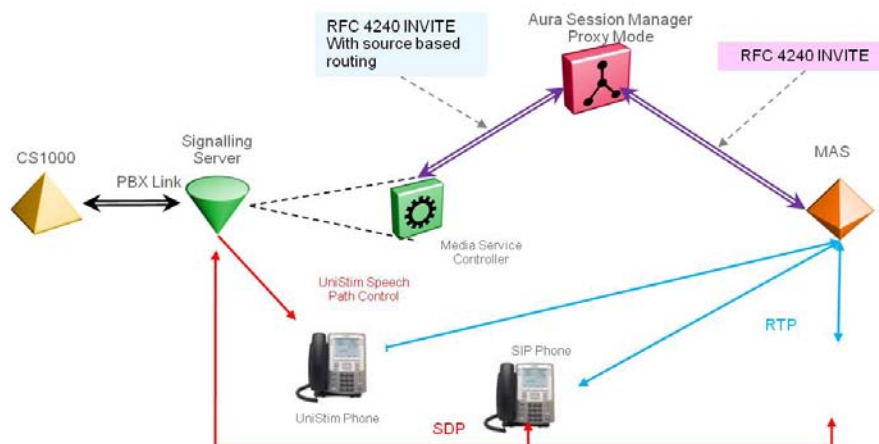 RFC 4240 INVITE
With source based
routing
Aura Session Manager
Proxy Mode
RFC 4240 INVITE
Signalling
Server
CS1000
PBX Link
MAS
Media Service
Controller
UniStim Speech
Path Control
RTP
SIP Phone
UniStim Phone
SDP